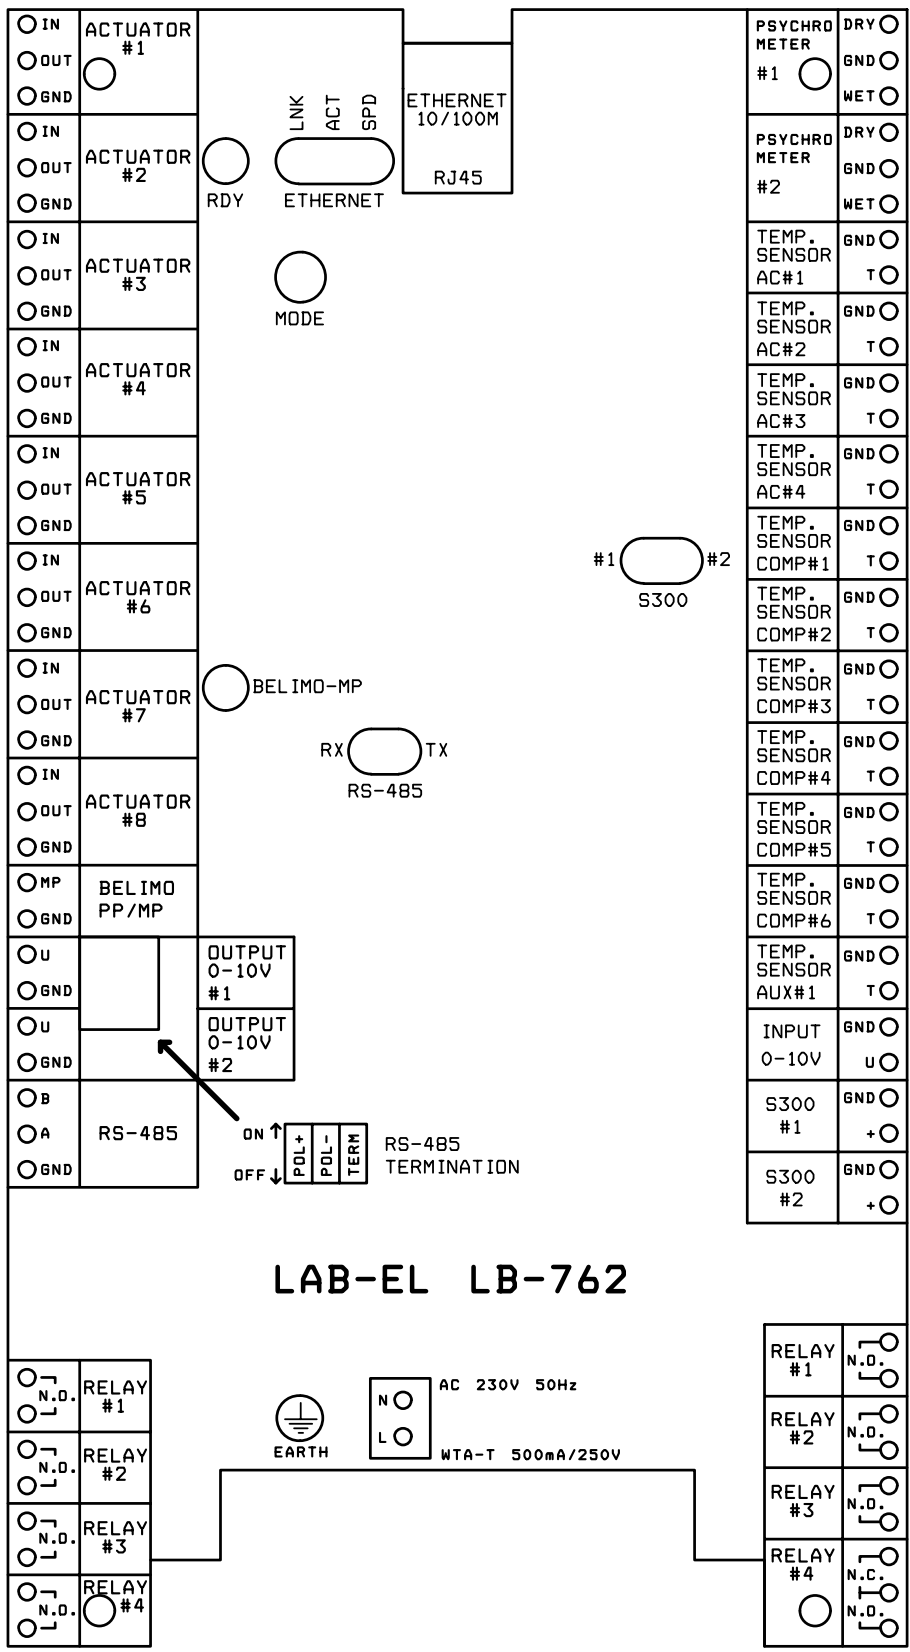 IN
OUT
GND
ACTUATOR
#1
IN
OUT
GND
ACTUATOR
#2
IN
OUT
GND
ACTUATOR
#3
IN
OUT
GND
ACTUATOR
#4
IN
OUT
GND
ACTUATOR
#5
IN
OUT
GND
ACTUATOR
#6
IN
OUT
GND
ACTUATOR
#7
IN
OUT
GND
ACTUATOR
#8
MP
GND
BELIMO
PP/MP
U
GND
OUTPUT
0-10V
#1
U
GND
OUTPUT
0-10V
#2
B
A
GND
RS-485
LNK
ACT
SPD
RDY
ETHERNET
ETHERNET
10/100M
RJ45
MODE
#1
#2
S300
BELIMO-MP
RX
TX
RS-485
ON
OFF
POL+
POL-
TERM
RS-485
TERMINATION
PSYCHRO
METER
#1
DRY
GND
WET
PSYCHRO
METER
#2
DRY
GND
WET
TEMP.
SENSOR
AC#1
GND
T
TEMP.
SENSOR
AC#2
GND
T
TEMP.
SENSOR
AC#3
GND
T
TEMP.
SENSOR
AC#4
GND
T
TEMP.
SENSOR
COMP#1
GND
T
TEMP.
SENSOR
COMP#2
GND
T
TEMP.
SENSOR
COMP#3
GND
T
TEMP.
SENSOR
COMP#4
GND
T
TEMP.
SENSOR
COMP#5
GND
T
TEMP.
SENSOR
COMP#6
GND
T
TEMP.
SENSOR
AUX#1
GND
T
INPUT
0-10V
GND
U
S300
#1
GND
+
S300
#2
GND
+
LAB-EL LB-762
N.O.
RELAY
#1
N.O.
RELAY
#2
N.O.
RELAY
#3
N.O.
RELAY
#4
EARTH
N
L
AC 230V 50Hz
WTA-T 500mA/250V
RELAY
#1
N.O.
RELAY
#2
N.O.
RELAY
#3
N.O.
RELAY
#4
N.C.
N.O.